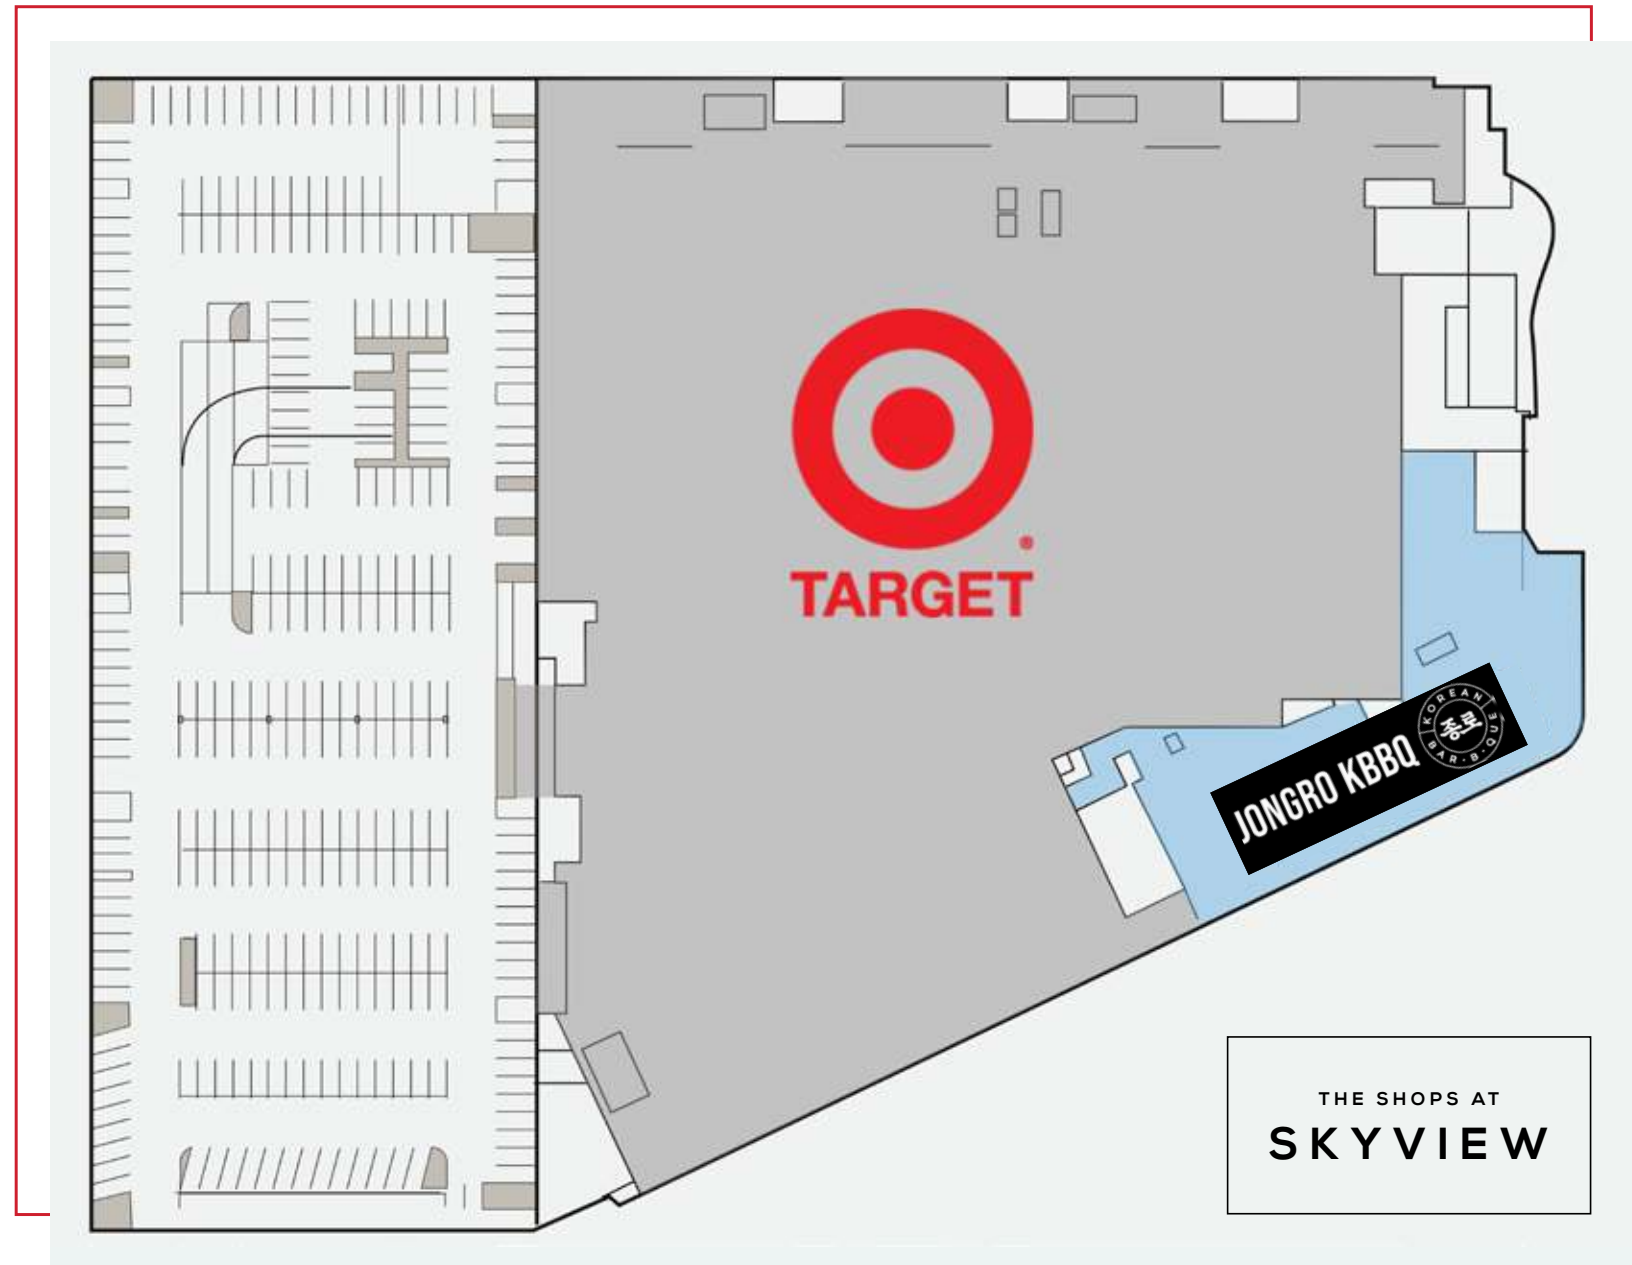 ®
TARGET
JONGRO KBBQ
KOREAN
종로
BAR·B·QUE
THE SHOPS AT
SKYVIEW